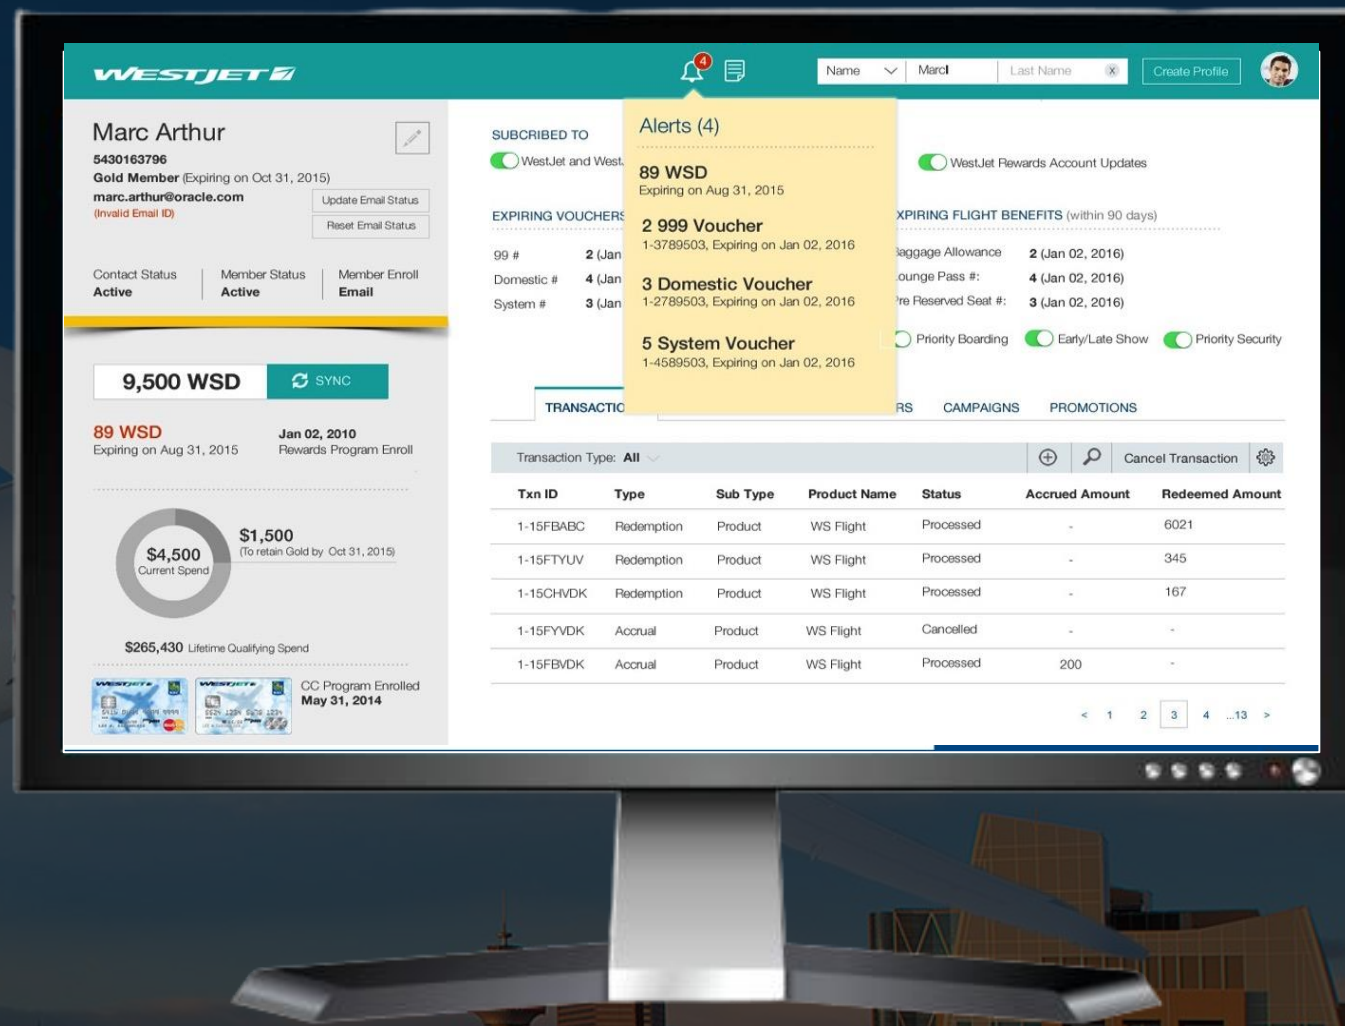 WESTJET
4
Name
Marcl
Last Name
x
Create Profile
Marc Arthur
5430163796
Gold Member (Expiring on Oct 31, 2015)
marc.arthur@oracle.com
(Invalid Email ID)
Update Email Status
Reset Email Status
Contact Status
Active
Member Status
Active
Member Enroll
Email
9,500 WSD
SYNC
89 WSD
Expiring on Aug 31, 2015
Jan 02, 2010
Rewards Program Enroll
$4,500
Current Spend
$1,500
(To retain Gold by Oct 31, 2015)
$265,430 Lifetime Qualifying Spend
WESTJET
WESTJET
CC Program Enrolled
May 31, 2014
SUBCRIBED TO
WestJet and West
WestJet Rewards Account Updates
EXPIRING VOUCHERS
99 # 2 (Jan
Domestic # 4 (Jan
System # 3 (Jan
Alerts (4)
89 WSD
Expiring on Aug 31, 2015
2 999 Voucher
1-3789503, Expiring on Jan 02, 2016
3 Domestic Voucher
1-2789503, Expiring on Jan 02, 2016
5 System Voucher
1-4589503, Expiring on Jan 02, 2016
XPIRING FLIGHT BENEFITS (within 90 days)
aggage Allowance 2 (Jan 02, 2016)
ounge Pass #: 4 (Jan 02, 2016)
re Reserved Seat #: 3 (Jan 02, 2016)
Priority Boarding Early/Late Show Priority Security
TRANSACTIO RS CAMPAIGNS PROMOTIONS
Transaction Type: All Cancel Transaction
Txn ID Type Sub Type Product Name Status Accrued Amount Redeemed Amount
1-15FBABC Redemption Product WS Flight Processed - 6021
1-15FTYUV Redemption Product WS Flight Processed - 345
1-15CHVDK Redemption Product WS Flight Processed - 167
1-15FYVDK Accrual Product WS Flight Cancelled - -
1-15FBVDK Accrual Product WS Flight Processed 200 -
< 1 2 3 4 ...13 >